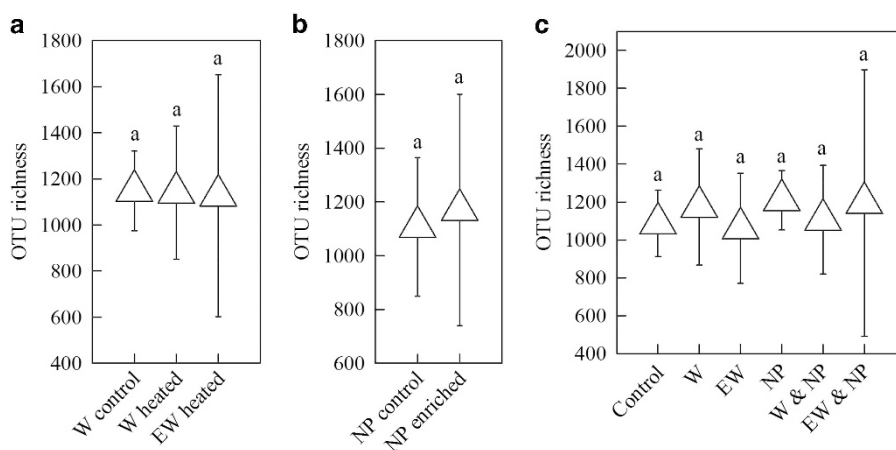 a
1800
1600
1400
1200
1000
800
600
400
OTU richness
a
a
a
W control
W heated
EW heated
b
1800
1600
1400
1200
1000
800
600
OTU richness
a
a
NP control
NP enriched
c
2000
1800
1600
1400
1200
1000
800
600
400
OTU richness
a
a
a
a
a
a
Control
W
EW
NP
W & NP
EW & NP